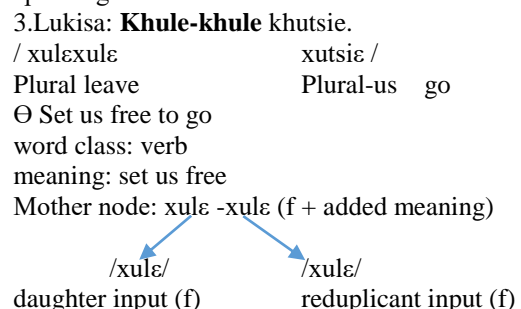 3.Lukisa: Khule-khule khutsie.
/ xulɛxulɛ xutsiɛ /
Plural leave Plural-us go
Ɵ Set us free to go
word class: verb
meaning: set us free
Mother node: xulɛ -xulɛ (f + added meaning)
/xulɛ/ /xulɛ/
daughter input (f) reduplicant input (f)